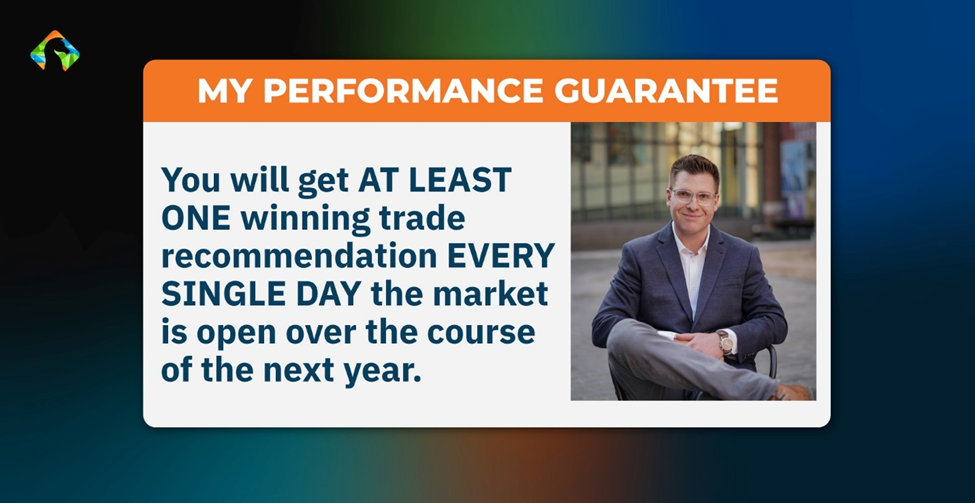 MY PERFORMANCE GUARANTEE
You will get AT LEAST
ONE winning trade
recommendation EVERY
SINGLE DAY the market
is open over the course
of the next year.